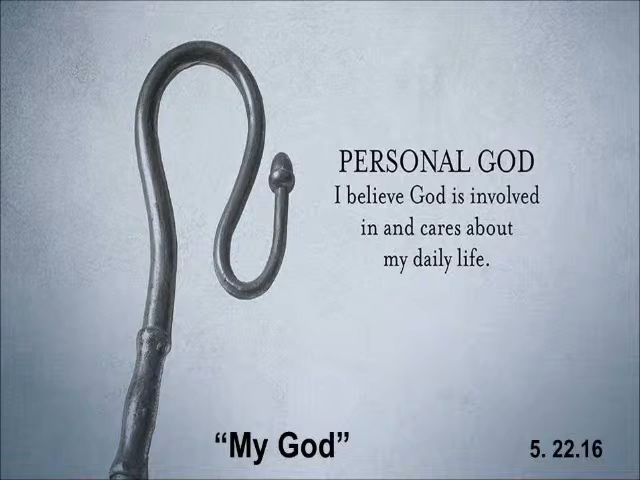 PERSONAL GOD
I believe God is involved
in and cares about
my daily life.
“My God”
5. 22.16